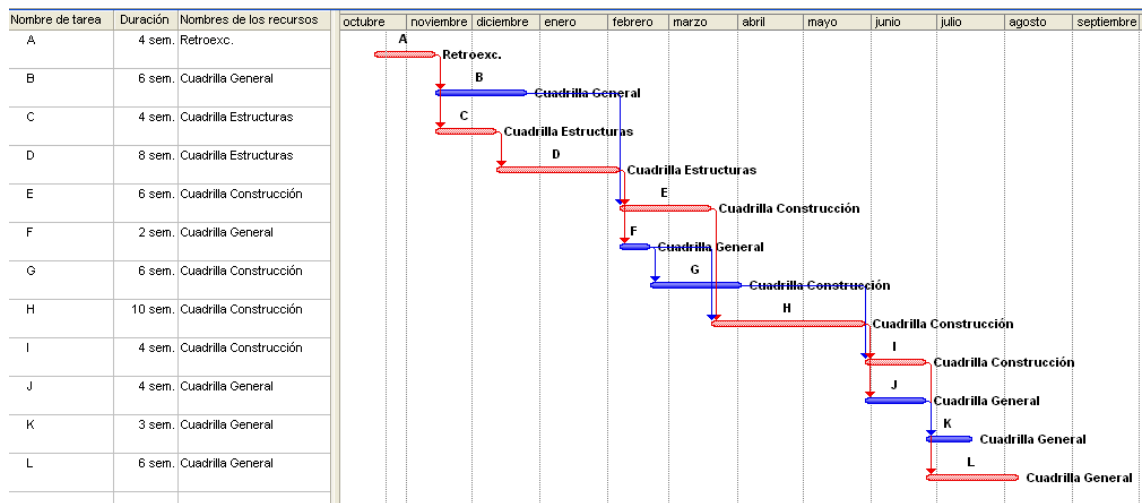 Nombre de tarea Duración Nombres de los recursos octubre noviembre diciembre enero febrero marzo abril mayo junio julio agosto septiembre
A 4 sem. Retroexc. A
Retroexc.
B 6 sem. Cuadrilla General B
Cuadrilla General
C 4 sem. Cuadrilla Estructuras C
Cuadrilla Estructuras
D 8 sem. Cuadrilla Estructuras D
Cuadrilla Estructuras
E 6 sem. Cuadrilla Construcción E
Cuadrilla Construcción
F 2 sem. Cuadrilla General F
Cuadrilla General
G 6 sem. Cuadrilla Construcción G
Cuadrilla Construcción
H 10 sem. Cuadrilla Construcción H
Cuadrilla Construcción
I 4 sem. Cuadrilla Construcción I
Cuadrilla Construcción
J 4 sem. Cuadrilla General J
Cuadrilla General
K 3 sem. Cuadrilla General K
Cuadrilla General
L 6 sem. Cuadrilla General L
Cuadrilla General